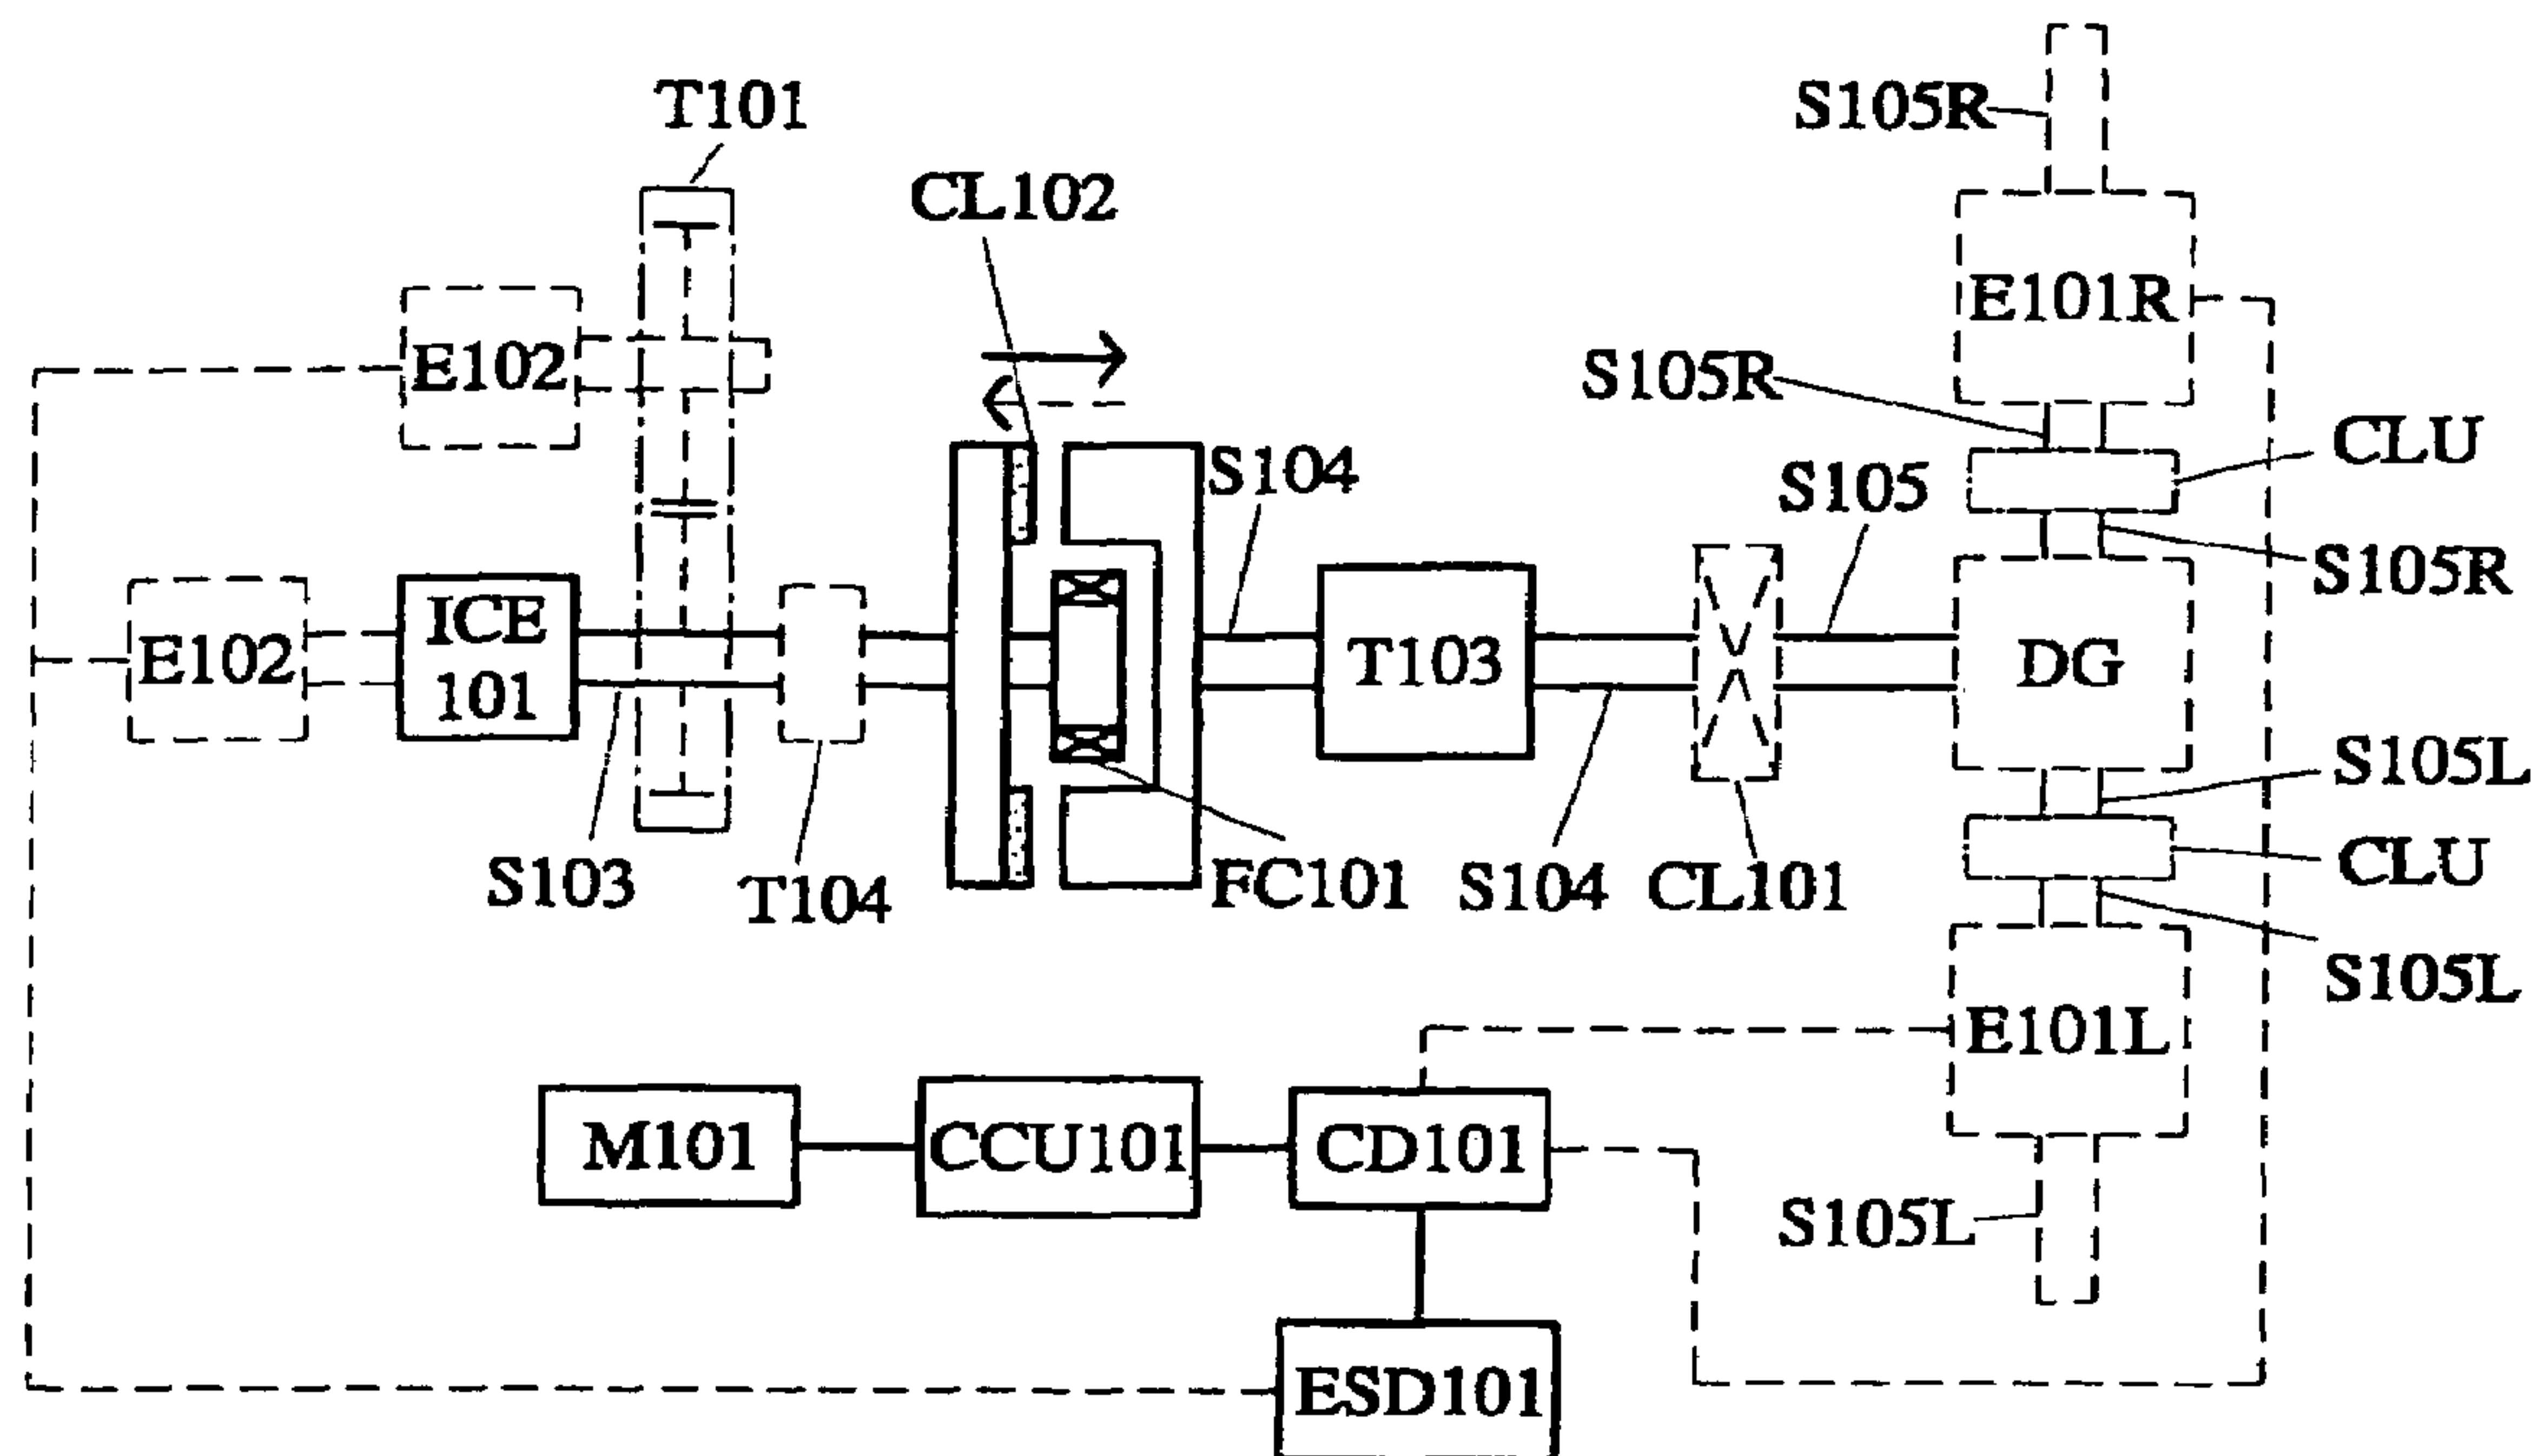 T101
S105R
CL102
E101R
E102
S105R
CLU
S104
S105
S105R
ICE
101
E102
T103
DG
S105L
CLU
S103
T104
FC101
S104
CL101
S105L
E101L
M101
CCU101
CD101
S105L
ESD101